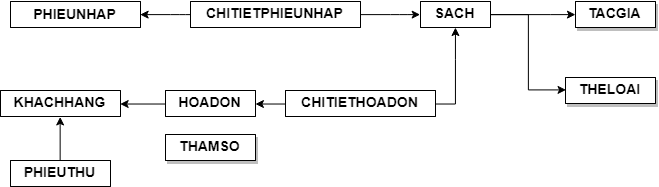 PHIEUNHAP
CHITIETPHIEUNHAP
SACH
TACGIA
THELOAI
KHACHHANG
HOADON
CHITIETHOADON
THAMSO
PHIEUTHU